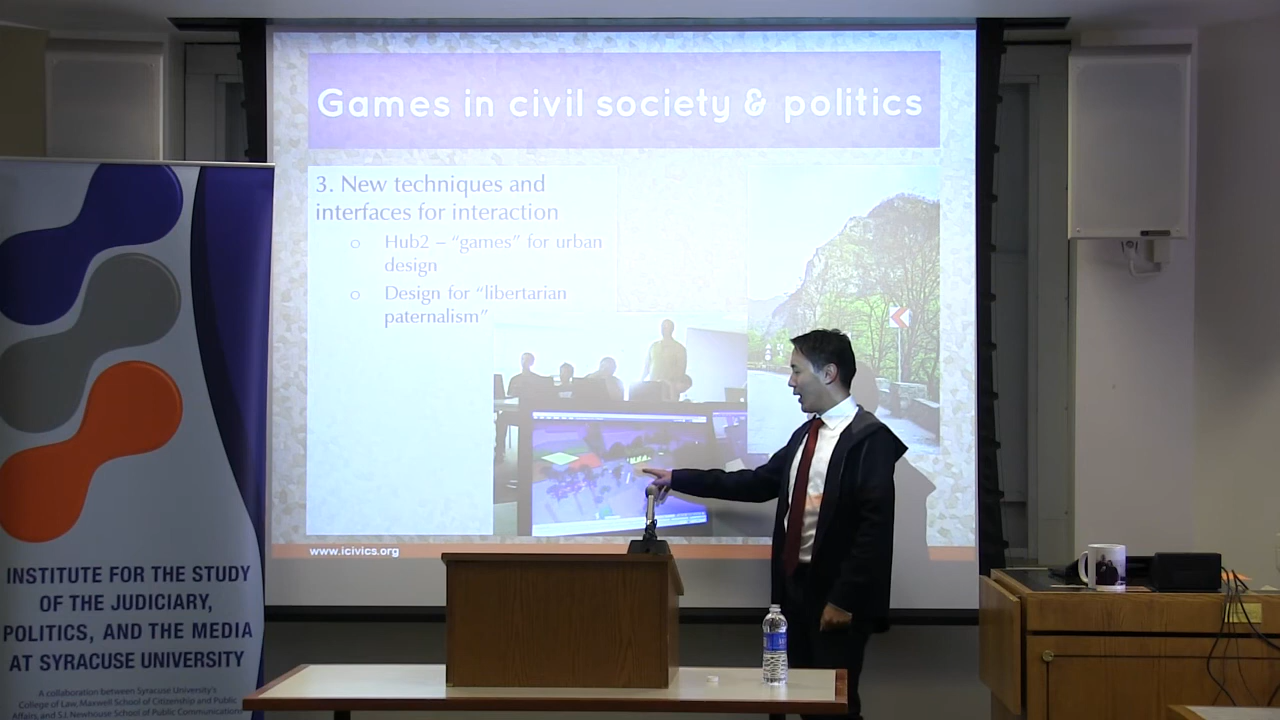 Games in civil society & politics
3. New techniques and
interfaces for interaction
o Hub2 – “games” for urban
design
o Design for “libertarian
paternalism”
www.icivics.org
INSTITUTE FOR THE STUDY
OF THE JUDICIARY,
POLITICS, AND THE MEDIA
AT SYRACUSE UNIVERSITY
A collaboration between Syracuse University's
College of Law, Maxwell School of Citizenship and Public
Affairs, and S.I. Newhouse School of Public Communications